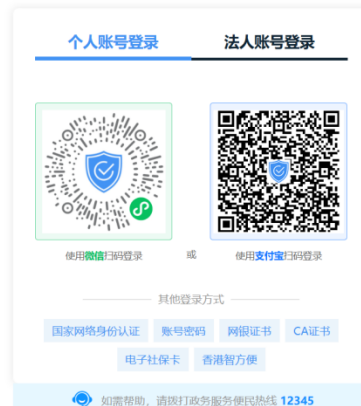 个人账号登录 法人账号登录
使用微信扫码登录 或 使用支付宝扫码登录
其他登录方式
国家网络身份认证 账号密码 网银证书 CA证书
电子社保卡 香港智方便
如需帮助，请拨打政务服务便民热线 12345